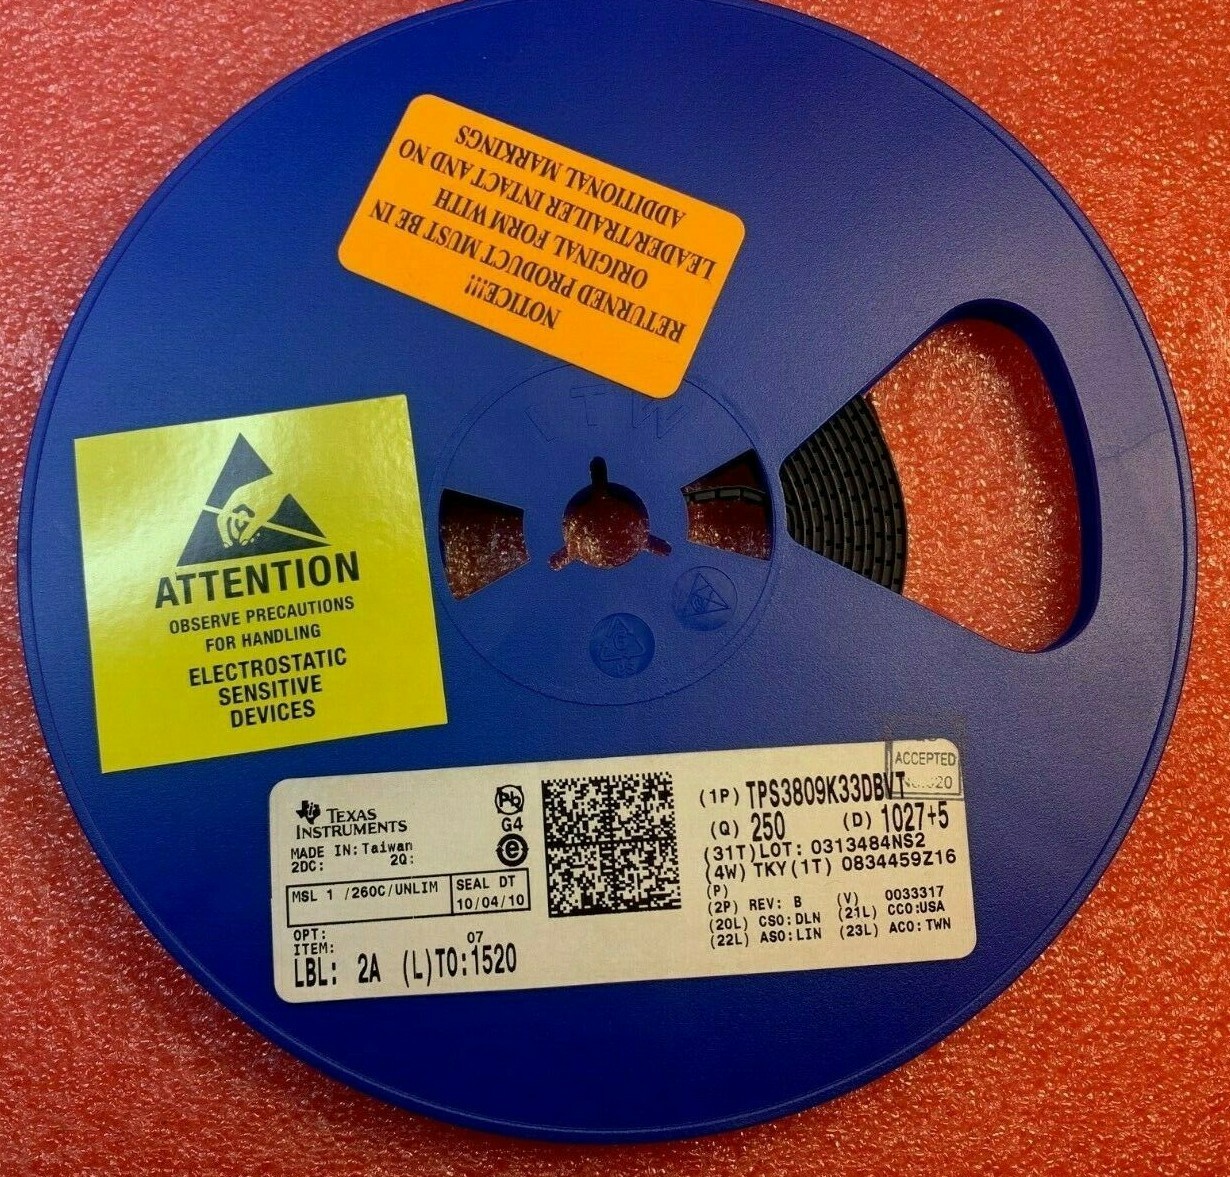 NOTICE!!!
RETURNED PRODUCT MUST BE IN
ORIGINAL FORM WITH
LEADER/TRAILER INTACT AND NO
ADDITIONAL MARKINGS
ITW
ATTENTION
OBSERVE PRECAUTIONS
FOR HANDLING
ELECTROSTATIC
SENSITIVE
DEVICES
TEXAS
INSTRUMENTS
MADE IN: Taiwan
2DC: 2Q:
MSL 1 /260C/UNLIM
SEAL DT
10/04/10
OPT:
ITEM: 07
LBL: 2A (L)TO:1520
Pb
G4
e
ACCEPTED
(1P) TPS3809K33DBVT
(Q) 250 (D) 1027+5
(31T)LOT: 0313484NS2
(4W) TKY(1T) 0834459Z16
(P)
(2P) REV: B (V) 0033317
(20L) CSO:DLN (21L) CCO:USA
(22L) ASO:LIN (23L) ACO:TWN